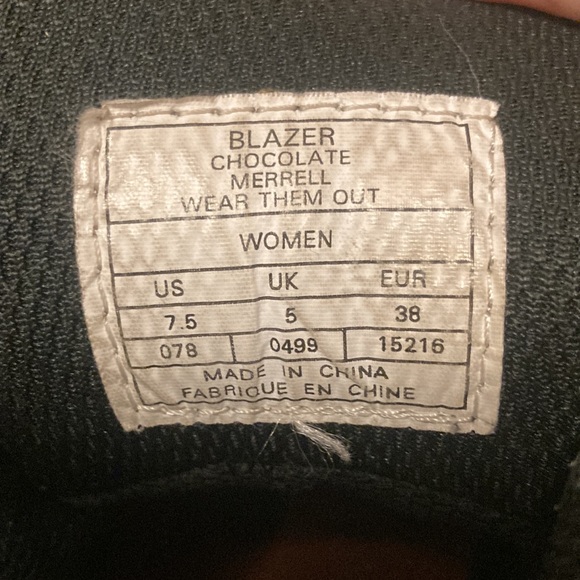 BLAZER
CHOCOLATE
MERRELL
WEAR THEM OUT
WOMEN
US UK EUR
7.5 5 38
078 0499 15216
MADE IN CHINA
FABRIQUE EN CHINE